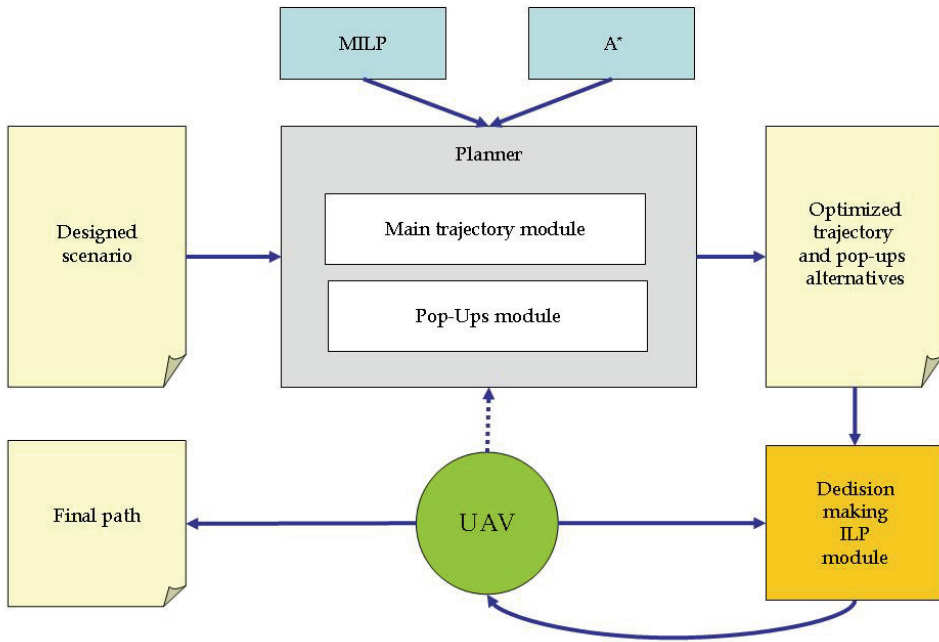 MILP
A*
Planner
Main trajectory module
Pop-Ups module
Designed
scenario
Optimized
trajectory
and pop-ups
alternatives
Final path
UAV
Dedision
making
ILP
module